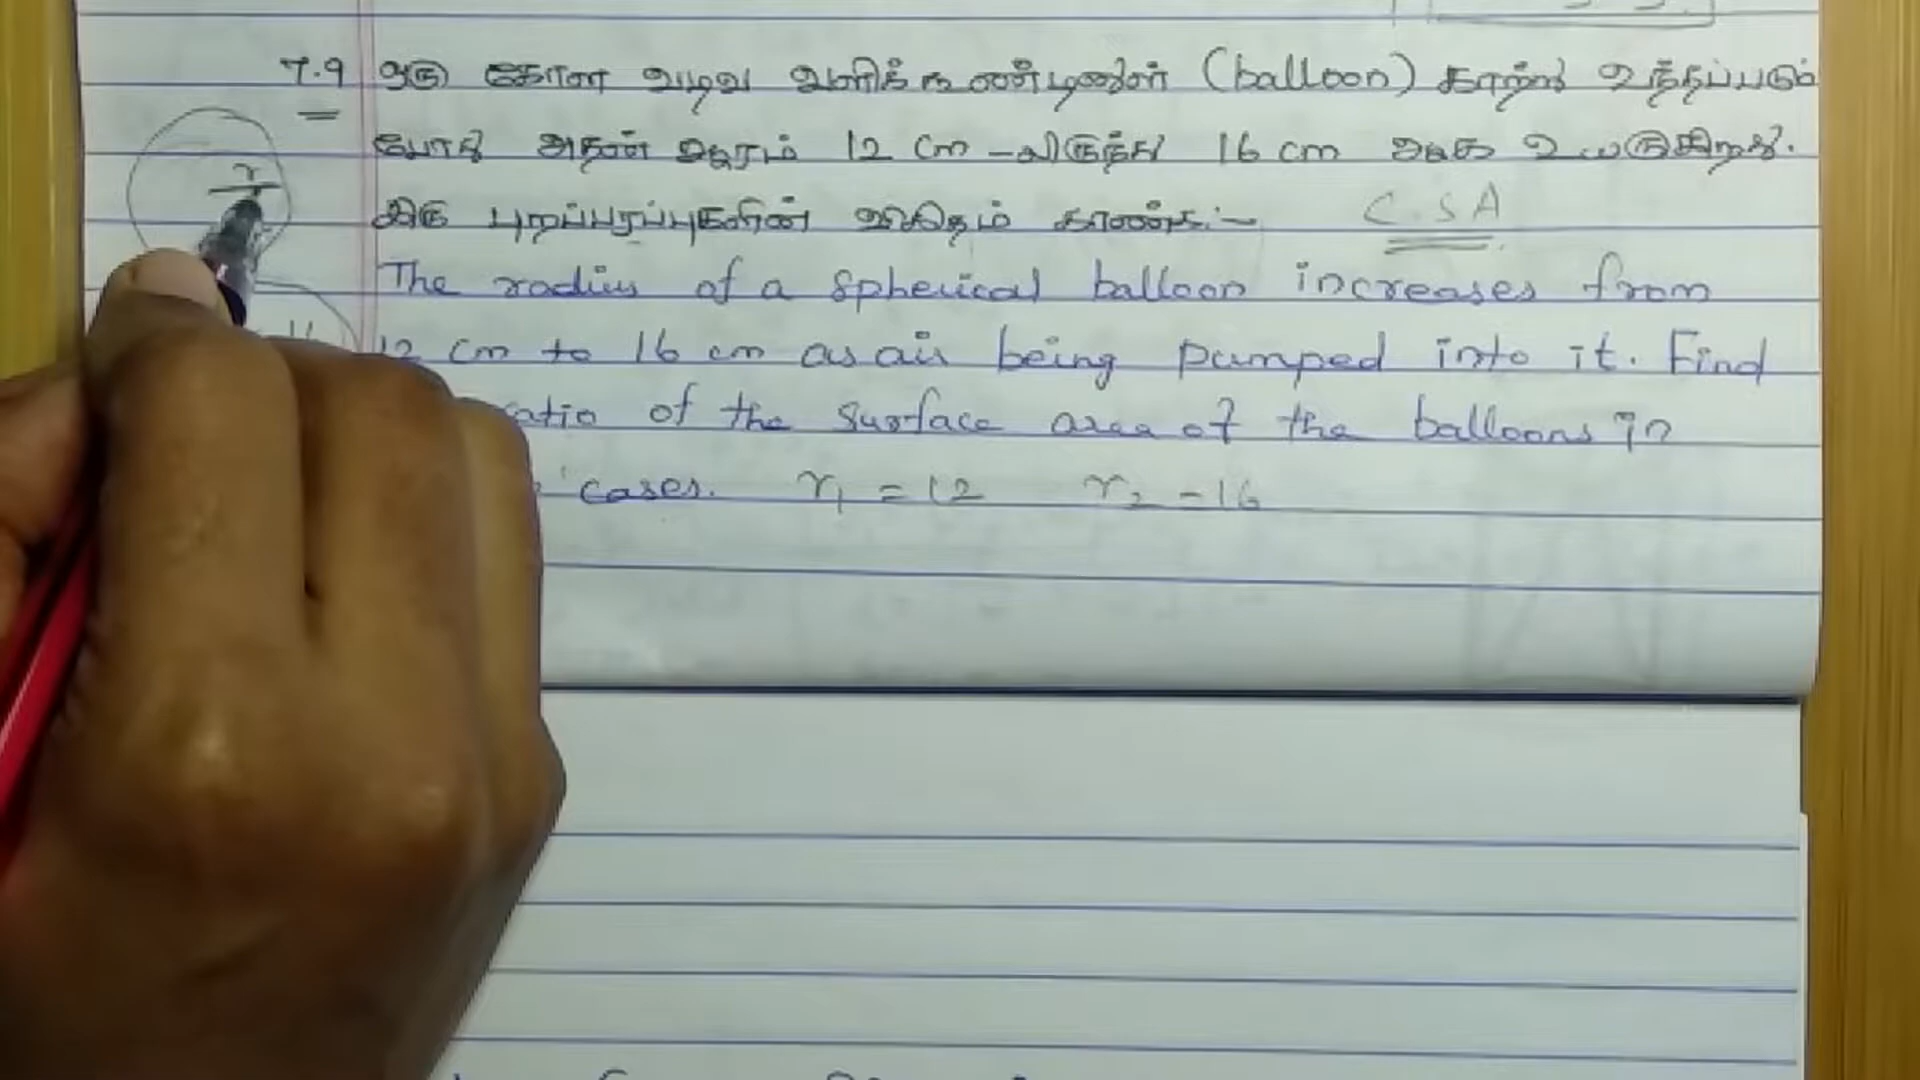 7.9 ஒரு கோள வடிவ வளிக்கூண்டினுள் (balloon) காற்று உந்தப்படும்
போது அதன் ஆரம் 12 cm -லிருந்து 16 cm ஆக உயருகிறது.
இரு புறப்பரப்புகளின் விகிதம் காண்க:-
C.S.A
r
The radius of a spherical balloon increases from
12 cm to 16 cm as air being pumped into it. Find
ratio of the surface area of the balloons in
cases. r₁ = 12 r₂ = 16